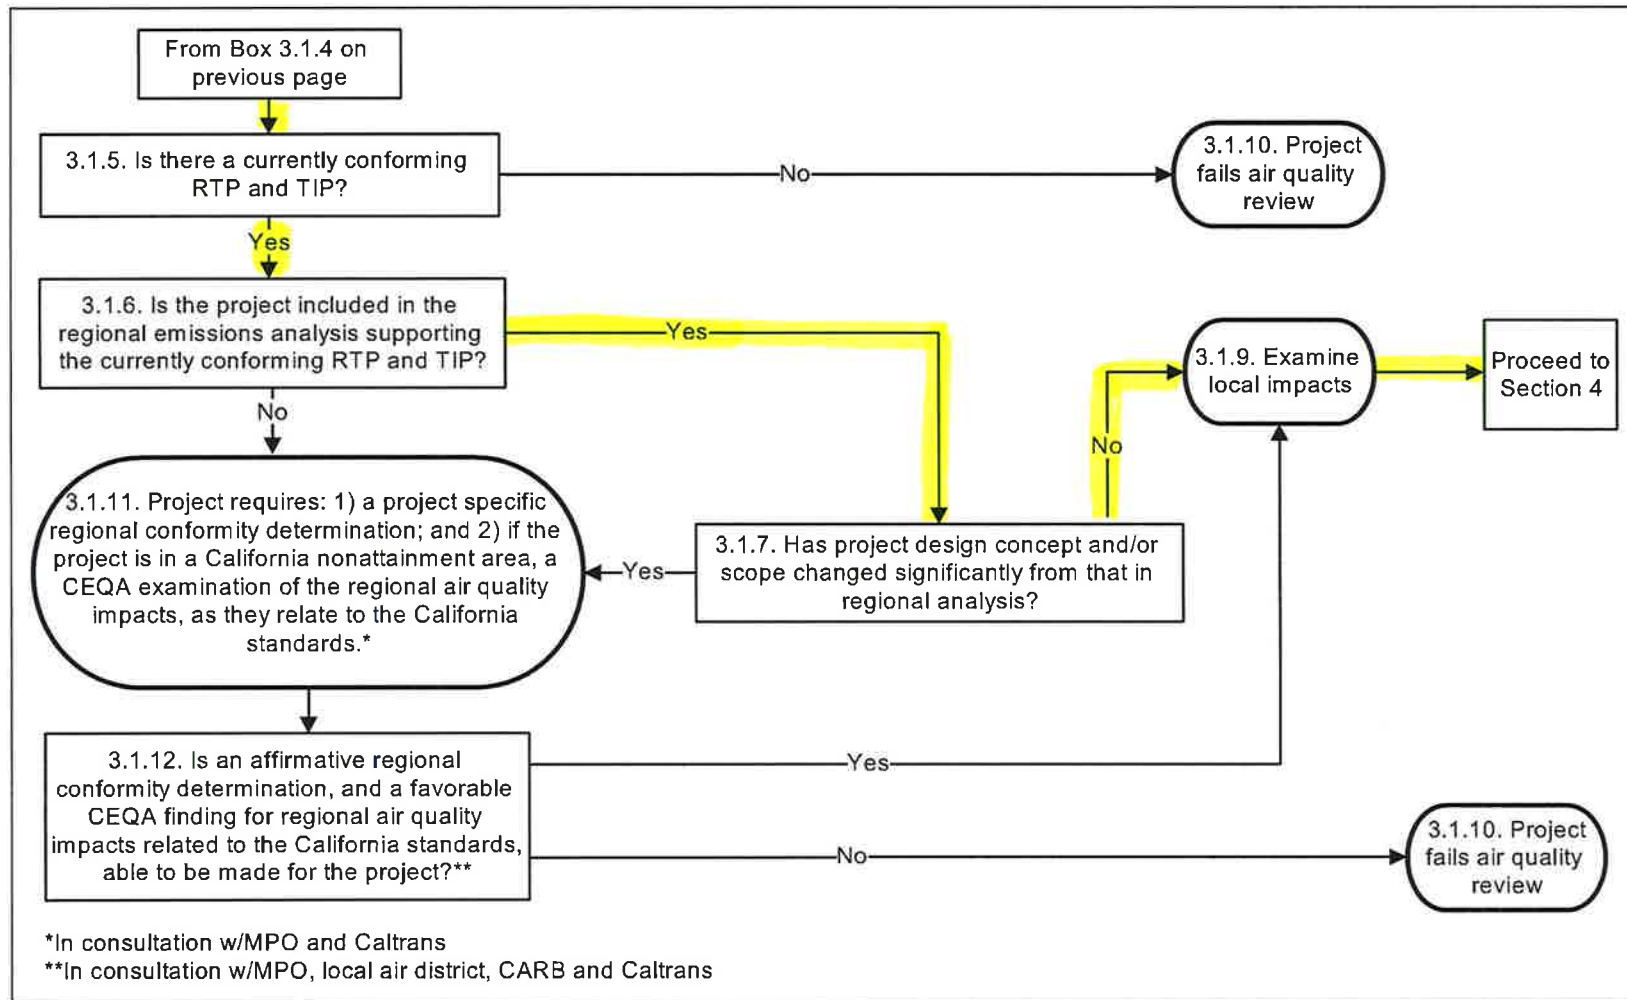 From Box 3.1.4 on
previous page
3.1.5. Is there a currently conforming
RTP and TIP?
No
3.1.10. Project
fails air quality
review
Yes
3.1.6. Is the project included in the
regional emissions analysis supporting
the currently conforming RTP and TIP?
Yes
3.1.9. Examine
local impacts
Proceed to
Section 4
No
No
3.1.11. Project requires: 1) a project specific
regional conformity determination; and 2) if the
project is in a California nonattainment area, a
CEQA examination of the regional air quality
impacts, as they relate to the California
standards.*
Yes
3.1.7. Has project design concept and/or
scope changed significantly from that in
regional analysis?
3.1.12. Is an affirmative regional
conformity determination, and a favorable
CEQA finding for regional air quality
impacts related to the California standards,
able to be made for the project?**
Yes
No
3.1.10. Project
fails air quality
review
*In consultation w/MPO and Caltrans
**In consultation w/MPO, local air district, CARB and Caltrans